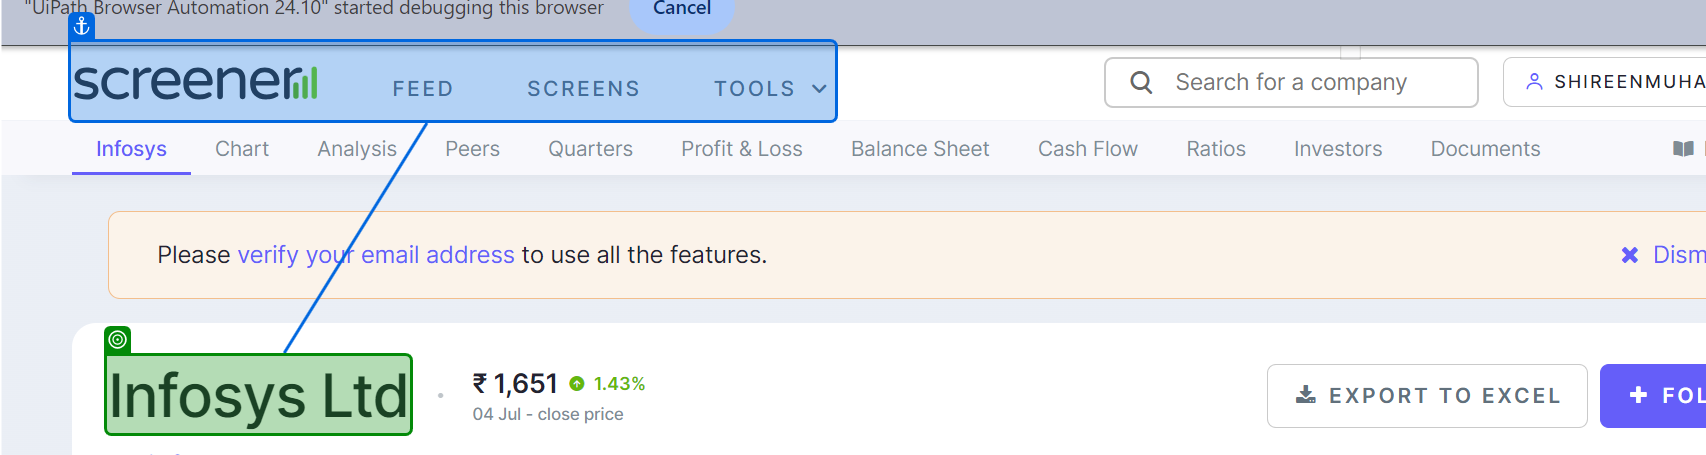 "UiPath Browser Automation 24.10" started debugging this browser Cancel
screener FEED SCREENS TOOLS Search for a company SHIREENMUHA
Infosys Chart Analysis Peers Quarters Profit & Loss Balance Sheet Cash Flow Ratios Investors Documents
Please verify your email address to use all the features. Dism
Infosys Ltd ₹ 1,651 1.43% EXPORT TO EXCEL FOL
04 Jul - close price